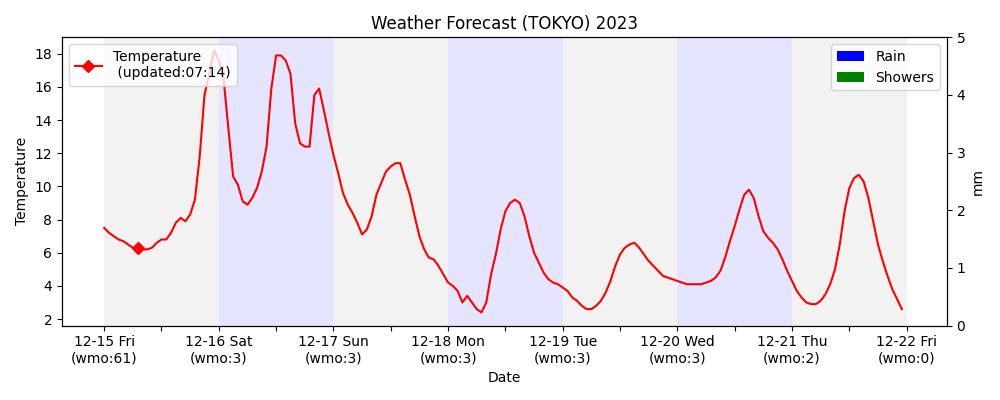 Weather Forecast (TOKYO) 2023
Temperature
(updated:07:14)
Rain
Showers
18
16
14
12
10
8
6
4
2
Temperature
5
4
3
2
1
0
mm
12-15 Fri
(wmo:61)
12-16 Sat
(wmo:3)
12-17 Sun
(wmo:3)
12-18 Mon
(wmo:3)
12-19 Tue
(wmo:3)
12-20 Wed
(wmo:3)
12-21 Thu
(wmo:2)
12-22 Fri
(wmo:0)
Date